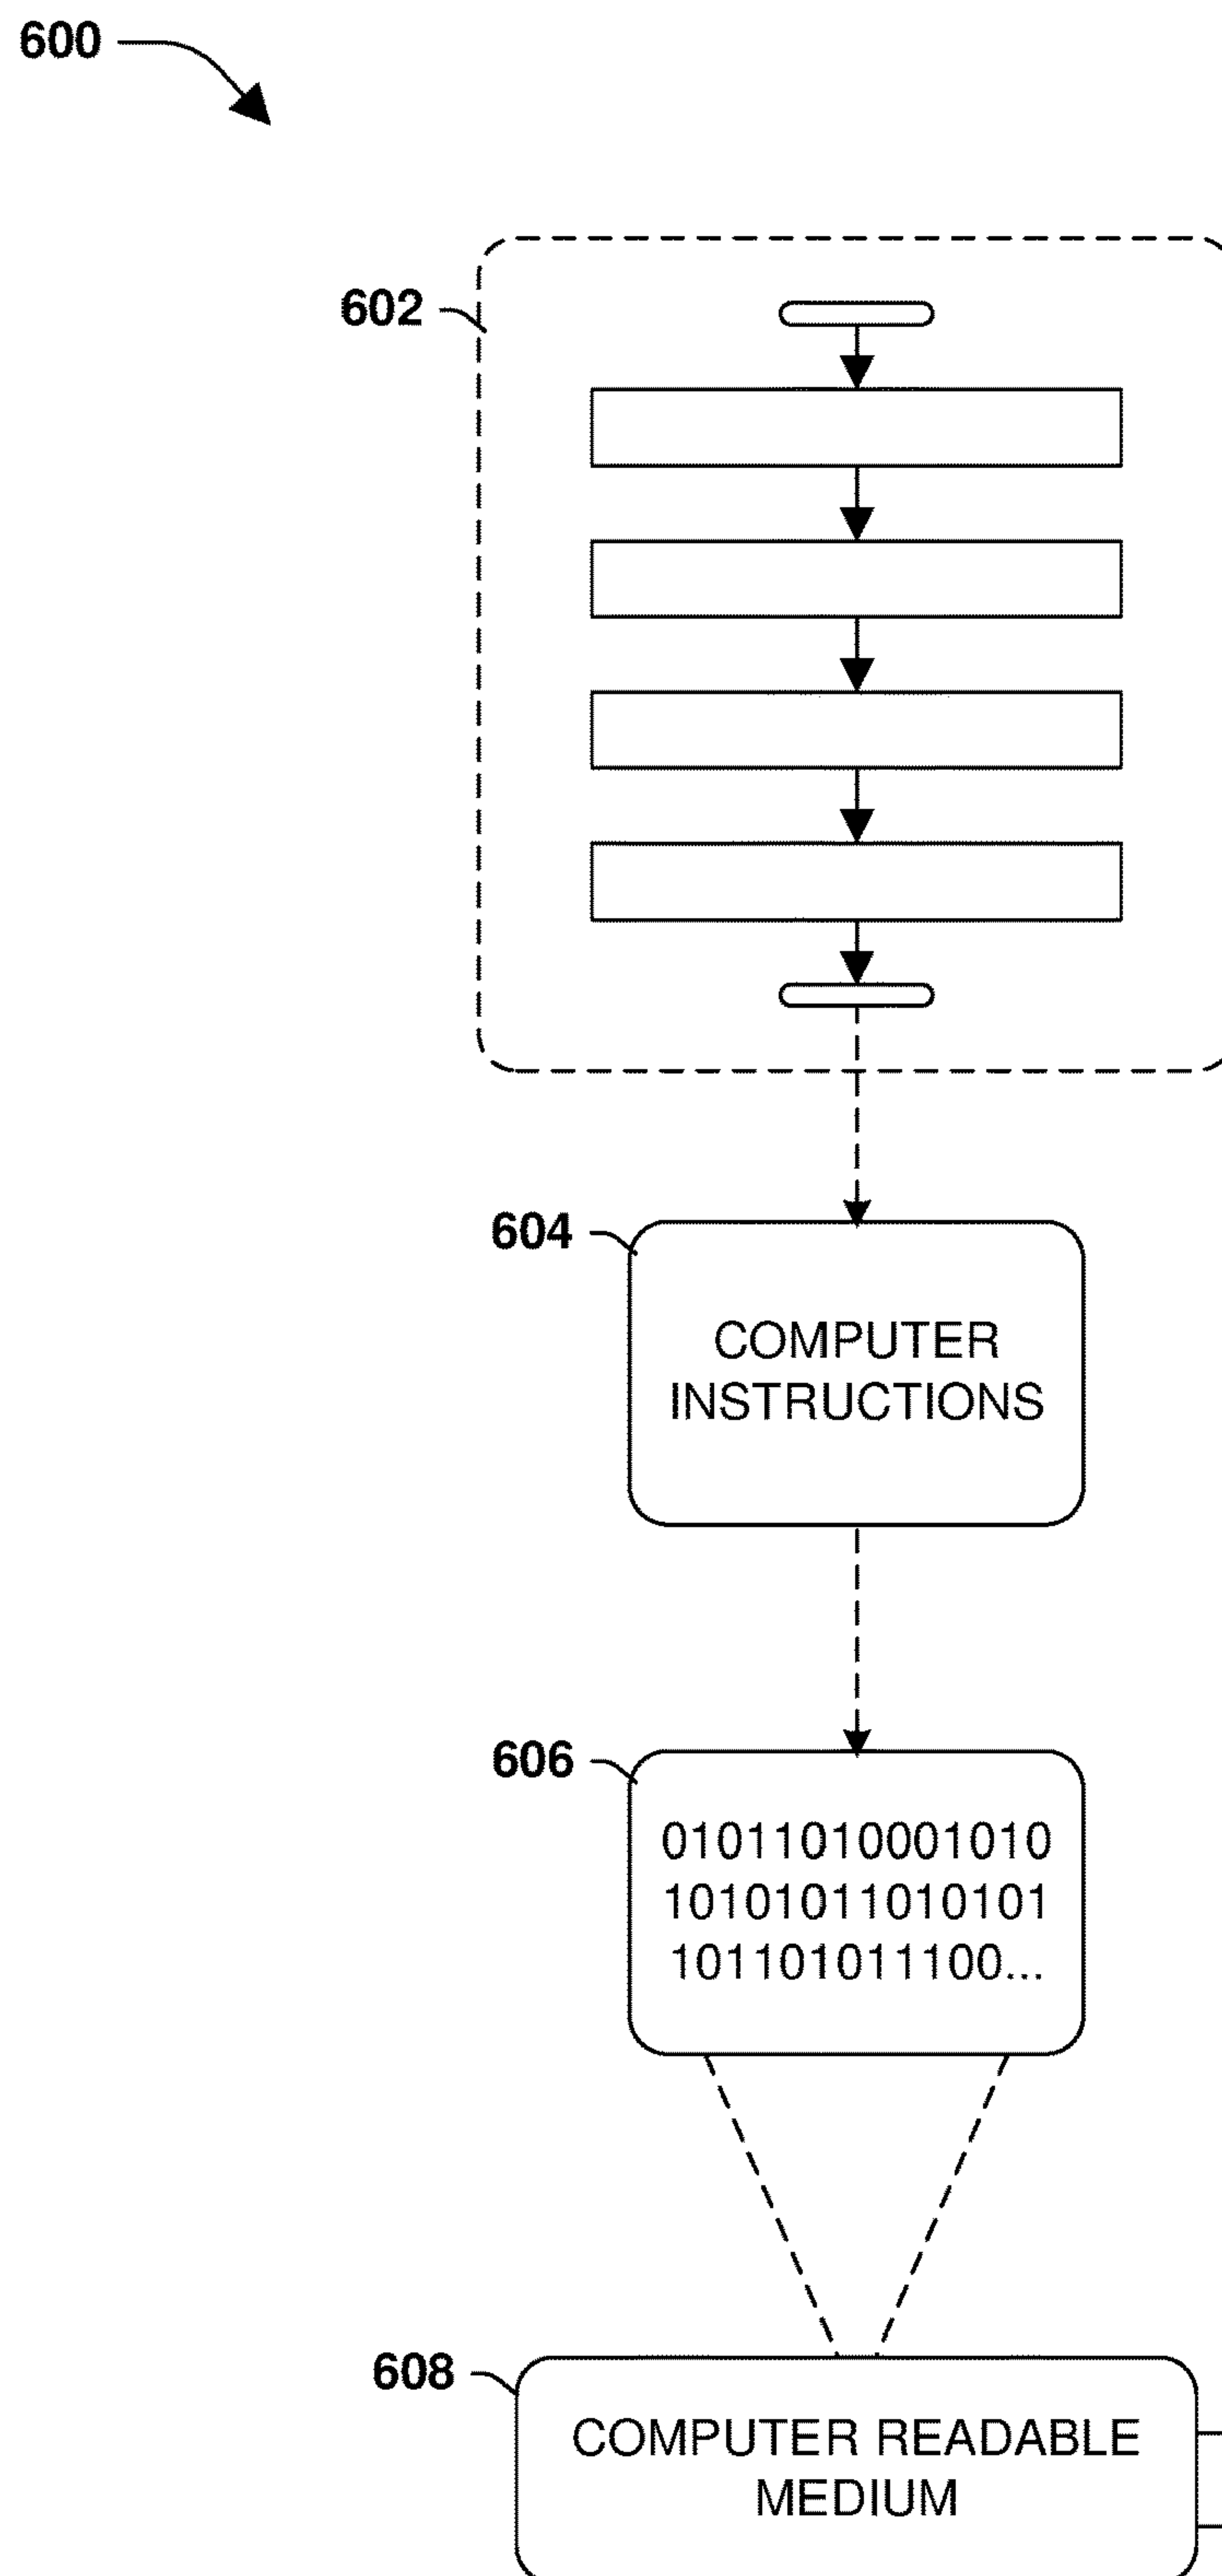 600
602
604
COMPUTER
INSTRUCTIONS
606
01011010001010
10101011010101
101101011100...
608
COMPUTER READABLE
MEDIUM